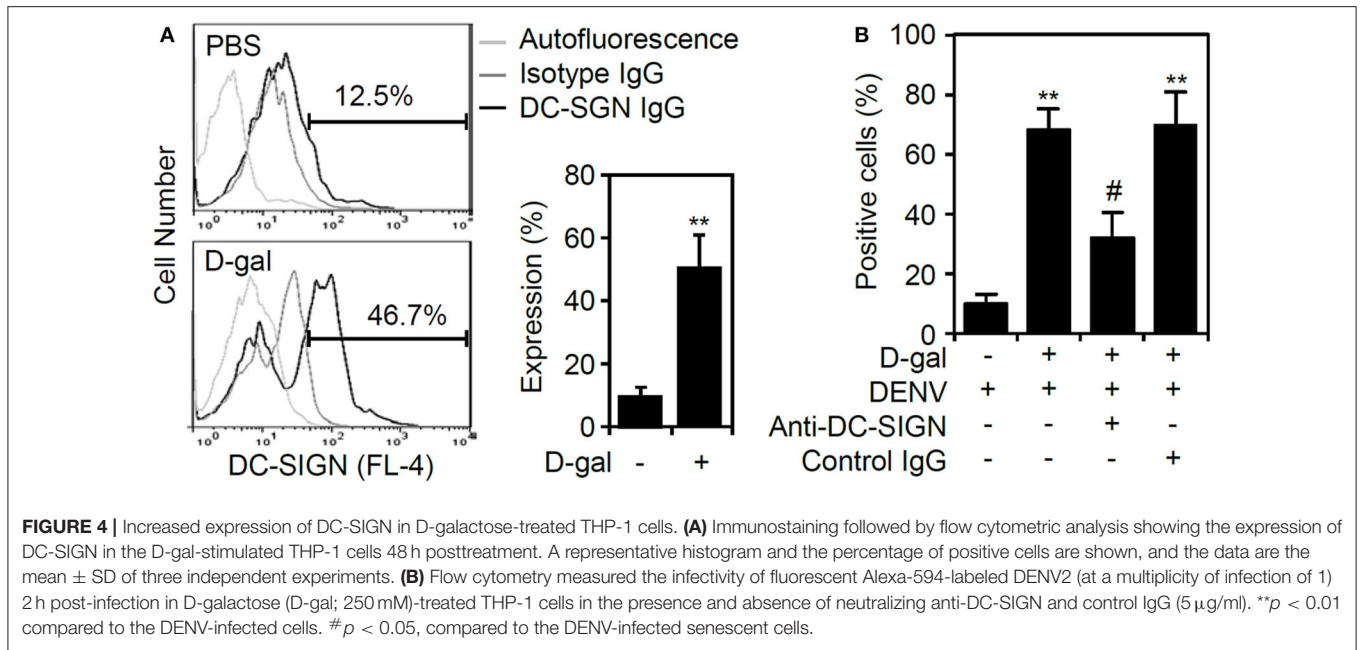 A
PBS
12.5%
Autofluorescence
Isotype IgG
DC-SGN IgG
10⁰ 10¹ 10² 10³
D-gal
46.7%
10⁰ 10¹ 10² 10³
Cell Number
DC-SIGN (FL-4)
80
60
40
20
0
Expression (%)
**
D-gal - +
B
100
80
60
40
20
0
Positive cells (%)
** # **
D-gal - + + +
DENV + + + +
Anti-DC-SIGN - - + -
Control IgG - - - +
FIGURE 4 | Increased expression of DC-SIGN in D-galactose-treated THP-1 cells. (A) Immunostaining followed by flow cytometric analysis showing the expression of
DC-SIGN in the D-gal-stimulated THP-1 cells 48 h posttreatment. A representative histogram and the percentage of positive cells are shown, and the data are the
mean ± SD of three independent experiments. (B) Flow cytometry measured the infectivity of fluorescent Alexa-594-labeled DENV2 (at a multiplicity of infection of 1)
2 h post-infection in D-galactose (D-gal; 250 mM)-treated THP-1 cells in the presence and absence of neutralizing anti-DC-SIGN and control IgG (5 μg/ml). **p < 0.01
compared to the DENV-infected cells. #p < 0.05, compared to the DENV-infected senescent cells.